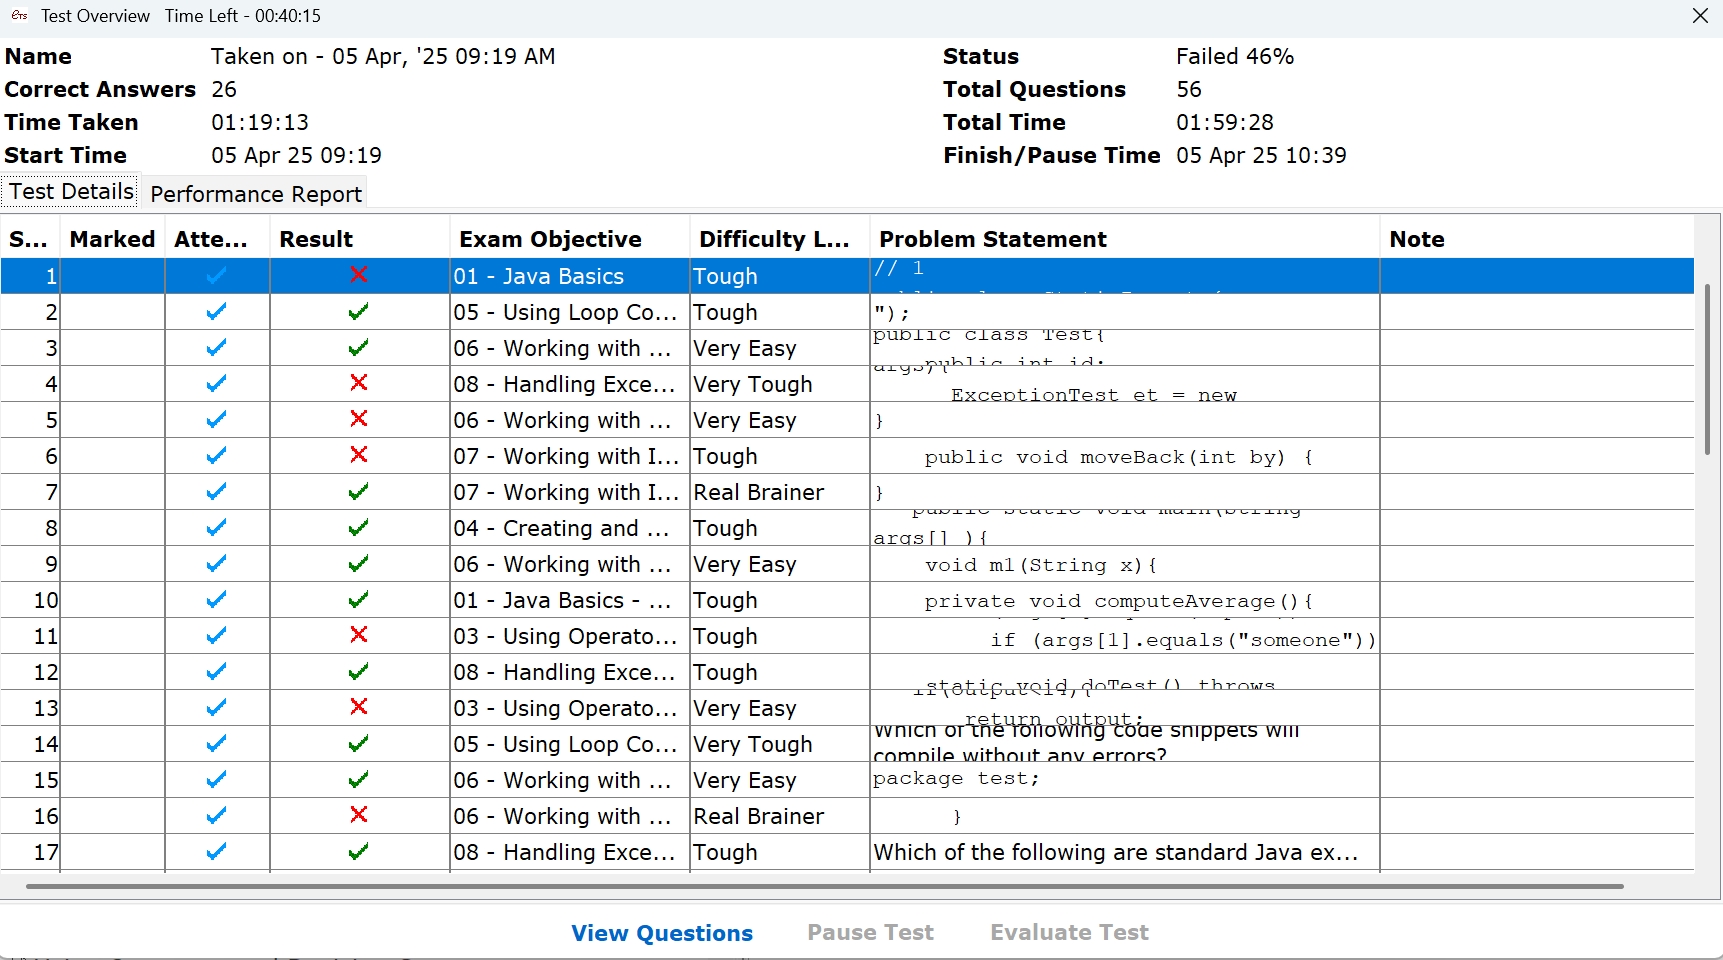 ets Test Overview Time Left - 00:40:15
Name Taken on - 05 Apr, '25 09:19 AM Status Failed 46%
Correct Answers 26 Total Questions 56
Time Taken 01:19:13 Total Time 01:59:28
Start Time 05 Apr 25 09:19 Finish/Pause Time 05 Apr 25 10:39
Test Details Performance Report
S... Marked Atte... Result Exam Objective Difficulty L... Problem Statement Note
1 01 - Java Basics Tough // 1
2 05 - Using Loop Co... Tough ");
3 06 - Working with ... Very Easy public class Test{
public int id;
4 08 - Handling Exce... Very Tough args){
ExceptionTest et = new
5 06 - Working with ... Very Easy }
6 07 - Working with I... Tough public void moveBack(int by) {
7 07 - Working with I... Real Brainer }
8 04 - Creating and ... Tough public static void main(String
args[] ){
9 06 - Working with ... Very Easy void m1(String x){
10 01 - Java Basics - ... Tough private void computeAverage(){
11 03 - Using Operato... Tough if (args[1].equals("someone"))
12 08 - Handling Exce... Tough static void doTest() throws
13 03 - Using Operato... Very Easy return output;
14 05 - Using Loop Co... Very Tough Which of the following code snippets will
compile without any errors?
15 06 - Working with ... Very Easy package test;
16 06 - Working with ... Real Brainer }
17 08 - Handling Exce... Tough Which of the following are standard Java ex...
View Questions Pause Test Evaluate Test